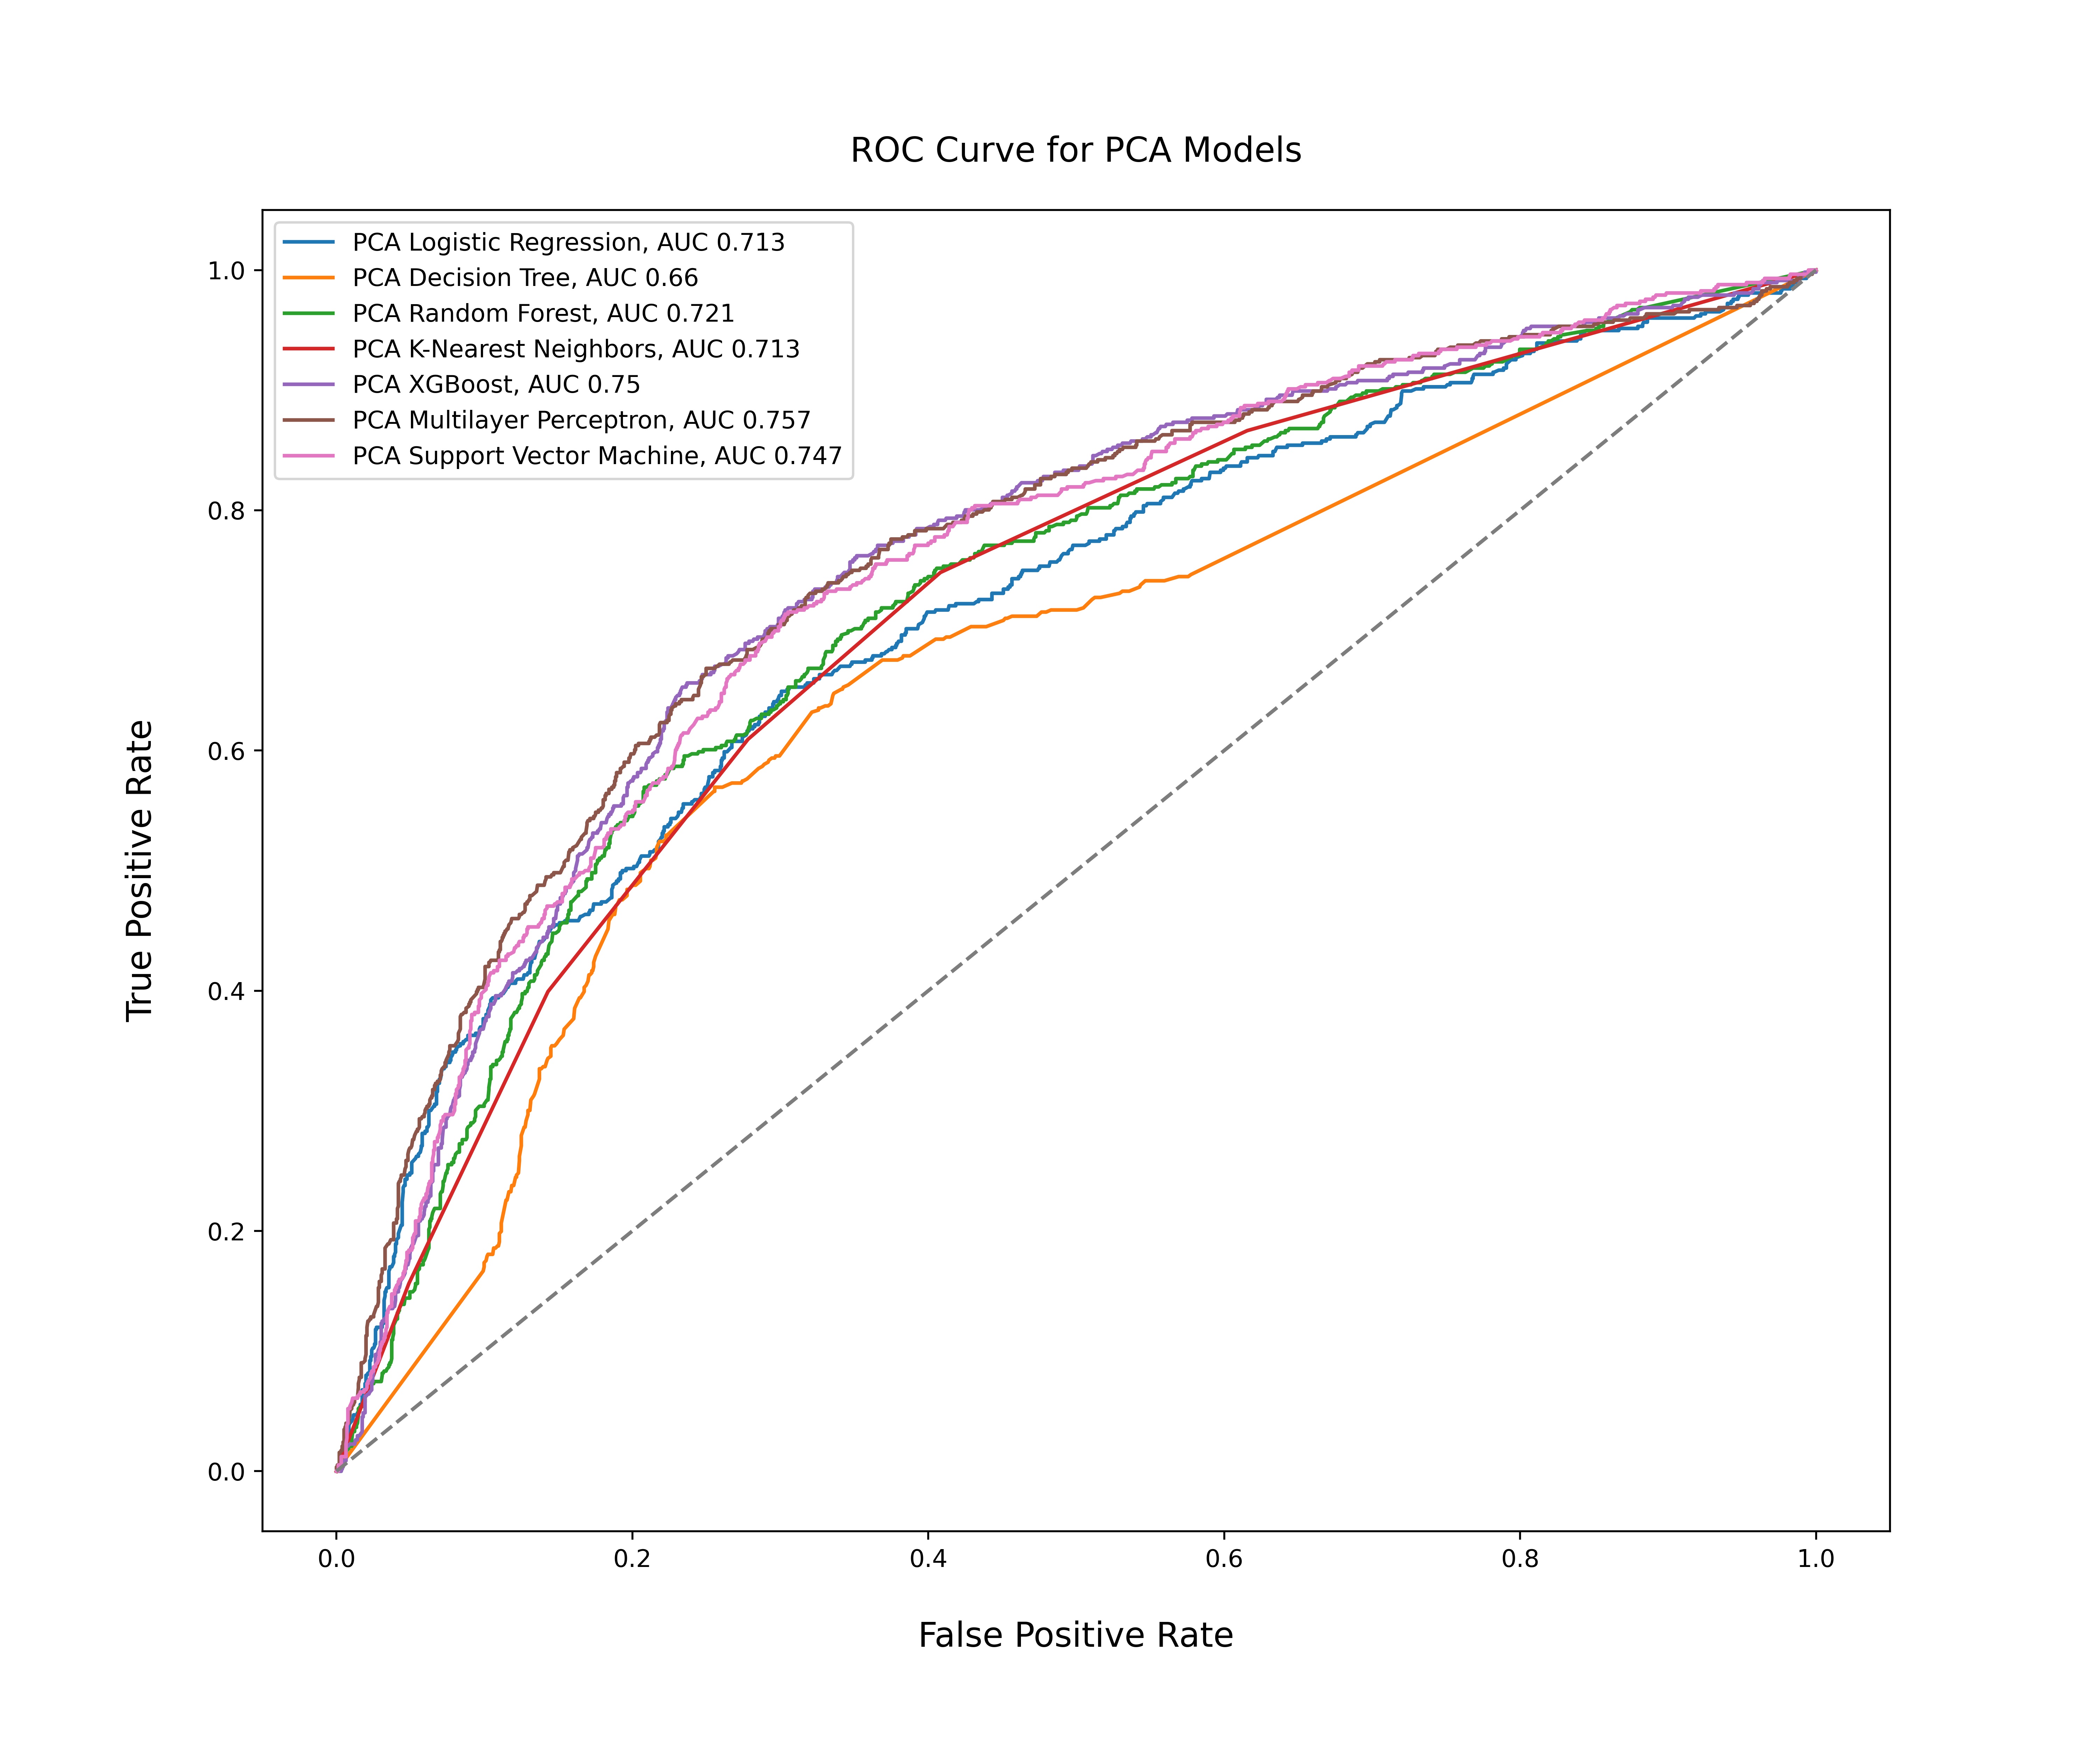 ROC Curve for PCA Models
PCA Logistic Regression, AUC 0.713
PCA Decision Tree, AUC 0.66
PCA Random Forest, AUC 0.721
PCA K-Nearest Neighbors, AUC 0.713
PCA XGBoost, AUC 0.75
PCA Multilayer Perceptron, AUC 0.757
PCA Support Vector Machine, AUC 0.747
True Positive Rate
1.0
0.8
0.6
0.4
0.2
0.0
0.0 0.2 0.4 0.6 0.8 1.0
False Positive Rate